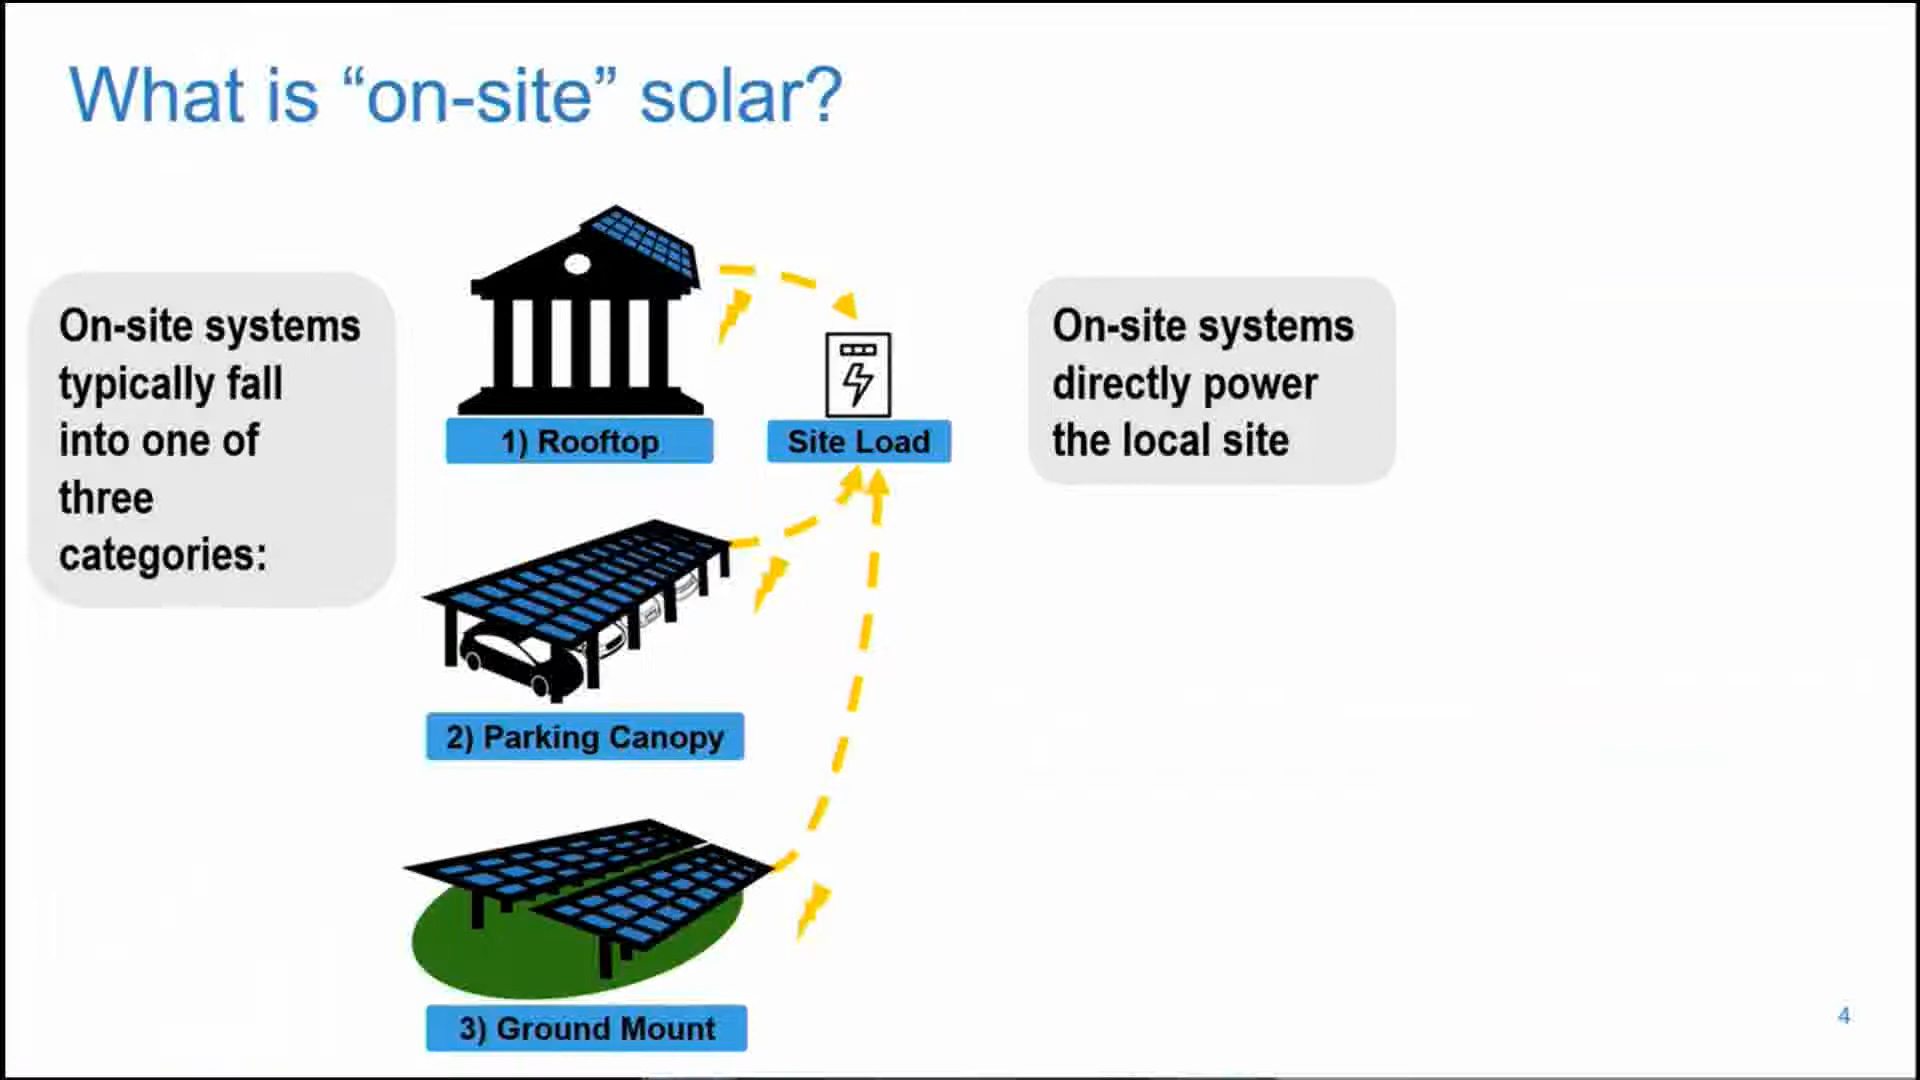 What is “on-site” solar?
On-site systems
typically fall
into one of
three
categories:
1) Rooftop
Site Load
On-site systems
directly power
the local site
2) Parking Canopy
3) Ground Mount
4